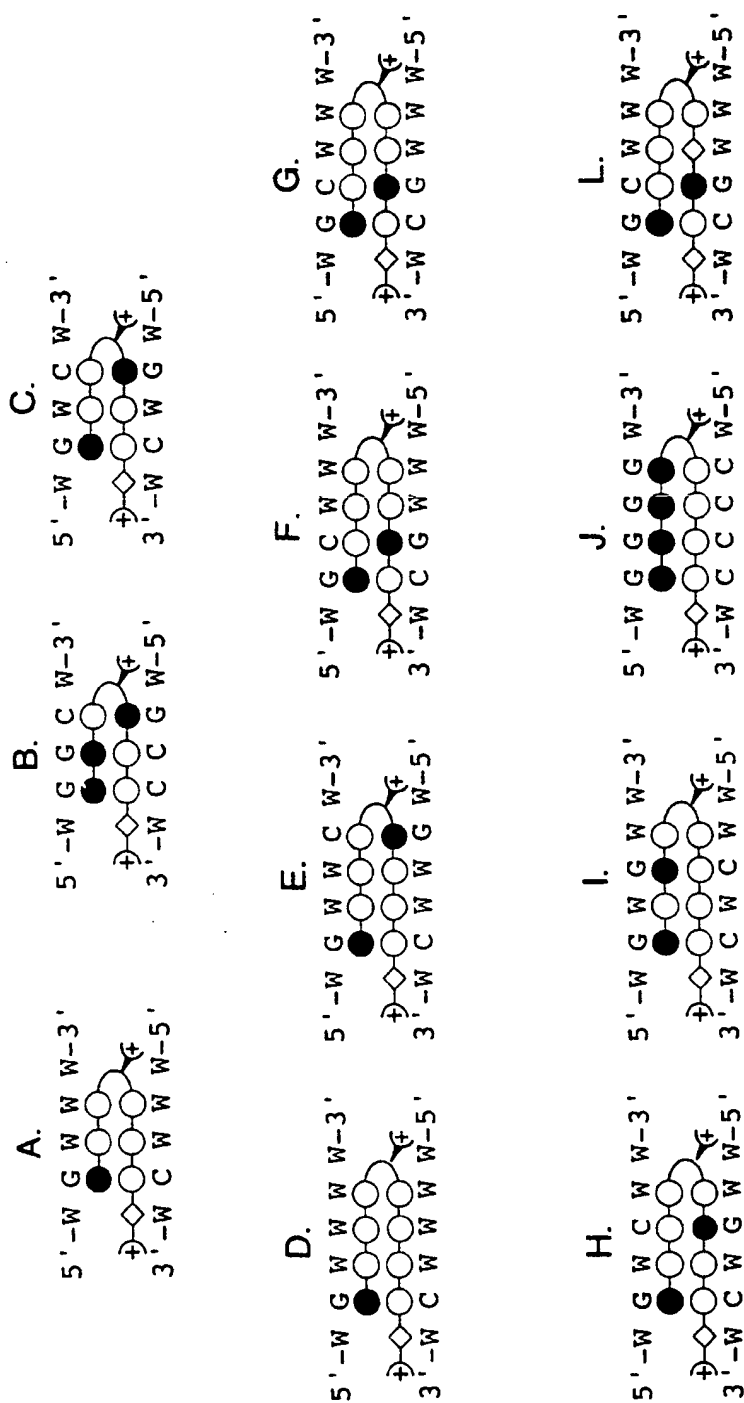 A.
5'-W G W W W-3'
+
+
3'-W C W W W-5'
B.
5'-W G G C W-3'
+
+
3'-W C C G W-5'
C.
5'-W G W C W-3'
+
+
3'-W C W G W-5'
D.
5'-W G W W W W-3'
+
+
3'-W C W W W W-5'
E.
5'-W G W W C W-3'
+
+
3'-W C W W G W-5'
F.
5'-W G C W W W-3'
+
+
3'-W C G W W W-5'
G.
5'-W G C W W W-3'
+
+
3'-W C G W W W-5'
H.
5'-W G W C W W-3'
+
+
3'-W C W G W W-5'
I.
5'-W G W G W W-3'
+
+
3'-W C W C W W-5'
J.
5'-W G G G G W-3'
+
+
3'-W C C C C W-5'
L.
5'-W G C W W W-3'
+
+
3'-W C G W W W-5'